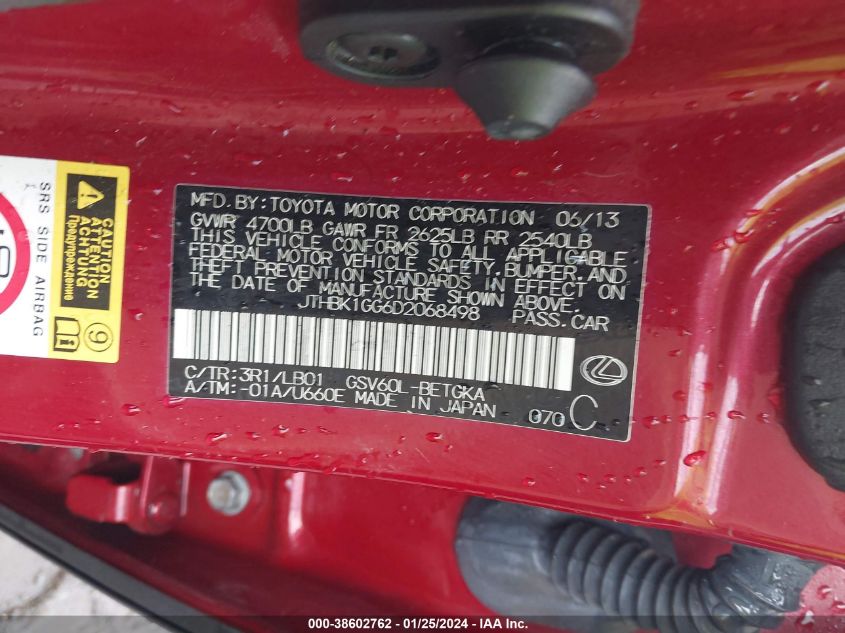 MFD. BY: TOYOTA MOTOR CORPORATION 06/13
GVWR 4700LB GAWR FR 2625LB RR 2540LB
THIS VEHICLE CONFORMS TO ALL APPLICABLE
FEDERAL MOTOR VEHICLE SAFETY, BUMPER, AND
THEFT PREVENTION STANDARDS IN EFFECT ON
THE DATE OF MANUFACTURE SHOWN ABOVE.
JTHBK1GG6D2068498 PASS. CAR
C/TR: 3R1/LB01 GSV60L-BETGKA
A/TM: -01A/U660E MADE IN JAPAN 070 C
SRS SIDE AIRBAG
CAUTION
ATTENTION
ACHTUNG
Предупреждение
9
i
000-38602762 - 01/25/2024 - IAA Inc.